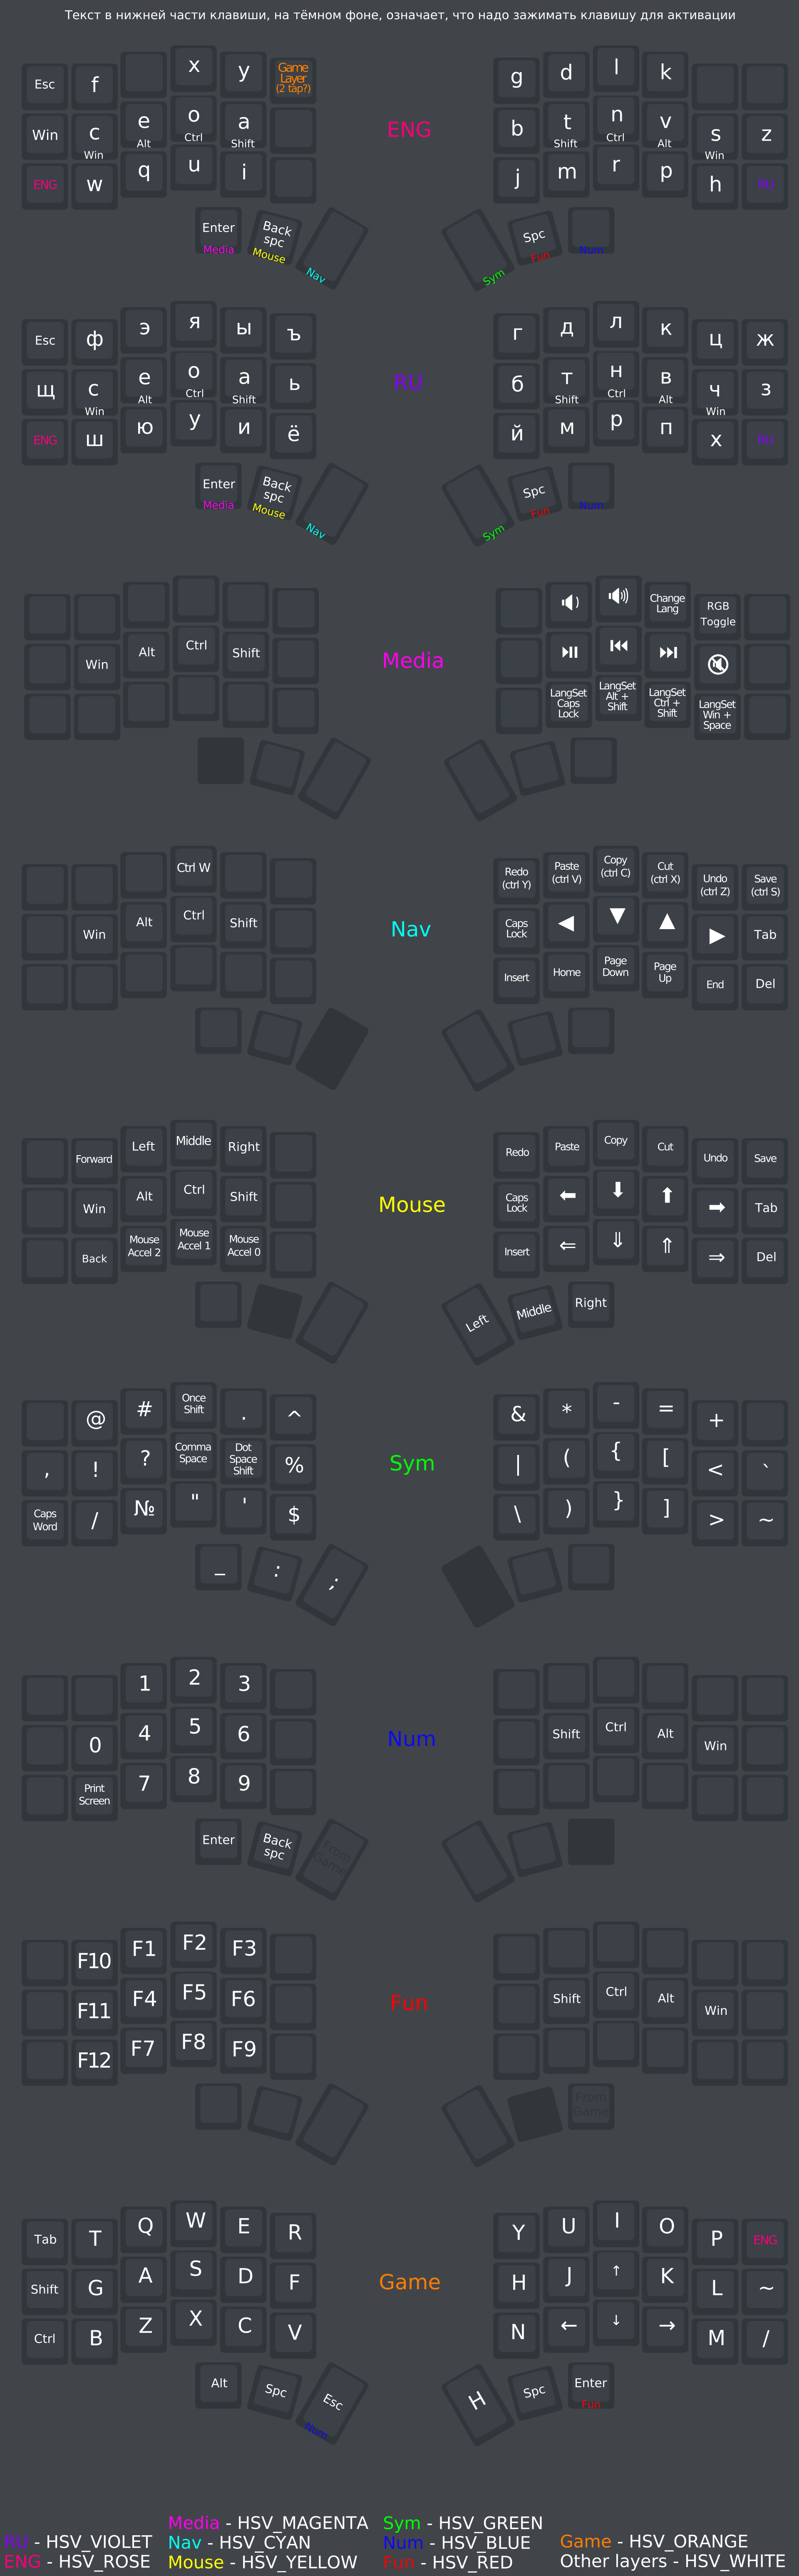 Текст в нижней части клавиши, на тёмном фоне, означает, что надо зажимать клавишу для активации
Esc f x y Game Layer (2 tap?) g d l k
Win c Win e Alt o Ctrl a Shift ENG b t Shift n Ctrl v Alt s Win z
ENG w q u i j m r p h RU
Enter Media Back spc Mouse Nav Sym Spc Fun Num
Esc ф э я ы ъ г д л к ц ж
щ с Win е Alt о Ctrl а Shift ь RU б т Shift н Ctrl в Alt ч Win з
ENG ш ю у и ё й м р п х RU
Enter Media Back spc Mouse Nav Sym Spc Fun Num
Change Lang RGB Toggle
Win Alt Ctrl Shift Media
LangSet Caps Lock LangSet Alt + Shift LangSet Ctrl + Shift LangSet Win + Space
Ctrl W Redo (ctrl Y) Paste (ctrl V) Copy (ctrl C) Cut (ctrl X) Undo (ctrl Z) Save (ctrl S)
Win Alt Ctrl Shift Nav Caps Lock ◀ ▼ ▲ ▶ Tab
Insert Home Page Down Page Up End Del
Forward Left Middle Right Redo Paste Copy Cut Undo Save
Win Alt Ctrl Shift Mouse Caps Lock ⬅ ⬇ ⬆ ➡ Tab
Back Mouse Accel 2 Mouse Accel 1 Mouse Accel 0 Insert ⇐ ⇓ ⇑ ⇒ Del
Left Middle Right
@ # Once Shift . ^ & * - = +
, ! ? Comma Space Dot Space Shift % Sym | ( { [ < `
Caps Word / № " ' $ \ ) } ] > ~
_ : ;
1 2 3
0 4 5 6 Num Shift Ctrl Alt Win
Print Screen 7 8 9
Enter Back spc From Game
F10 F1 F2 F3
F11 F4 F5 F6 Fun Shift Ctrl Alt Win
F12 F7 F8 F9
From Game
Tab T Q W E R Y U I O P ENG
Shift G A S D F Game H J ↑ K L ~
Ctrl B Z X C V N ← ↓ → M /
Alt Spc Esc Num H Spc Enter Fun
Media - HSV_MAGENTA Sym - HSV_GREEN
RU - HSV_VIOLET Nav - HSV_CYAN Num - HSV_BLUE Game - HSV_ORANGE
ENG - HSV_ROSE Mouse - HSV_YELLOW Fun - HSV_RED Other layers - HSV_WHITE